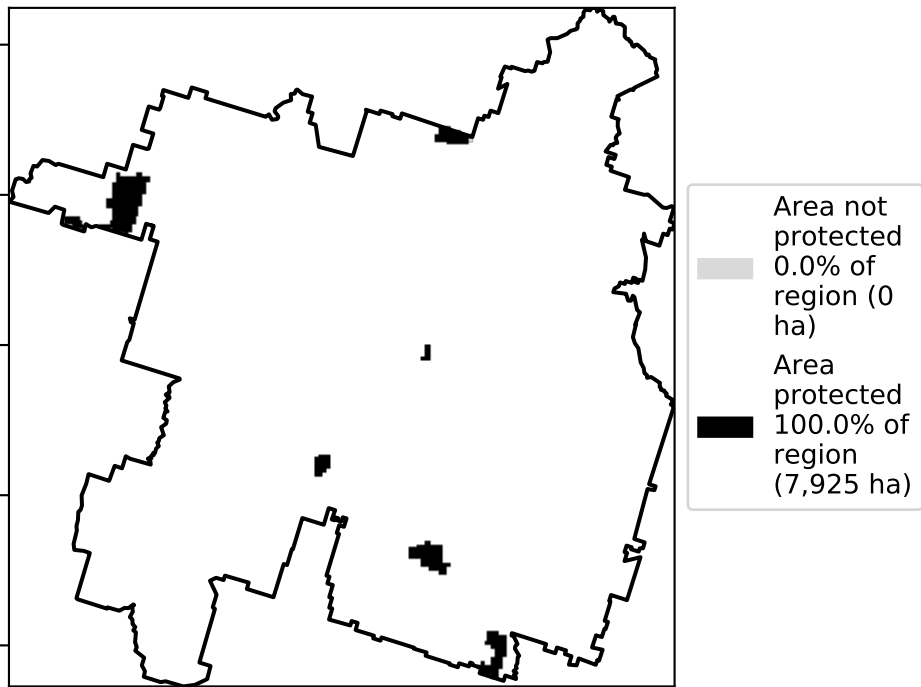 Area not
protected
0.0% of
region (0
ha)
Area
protected
100.0% of
region
(7,925 ha)